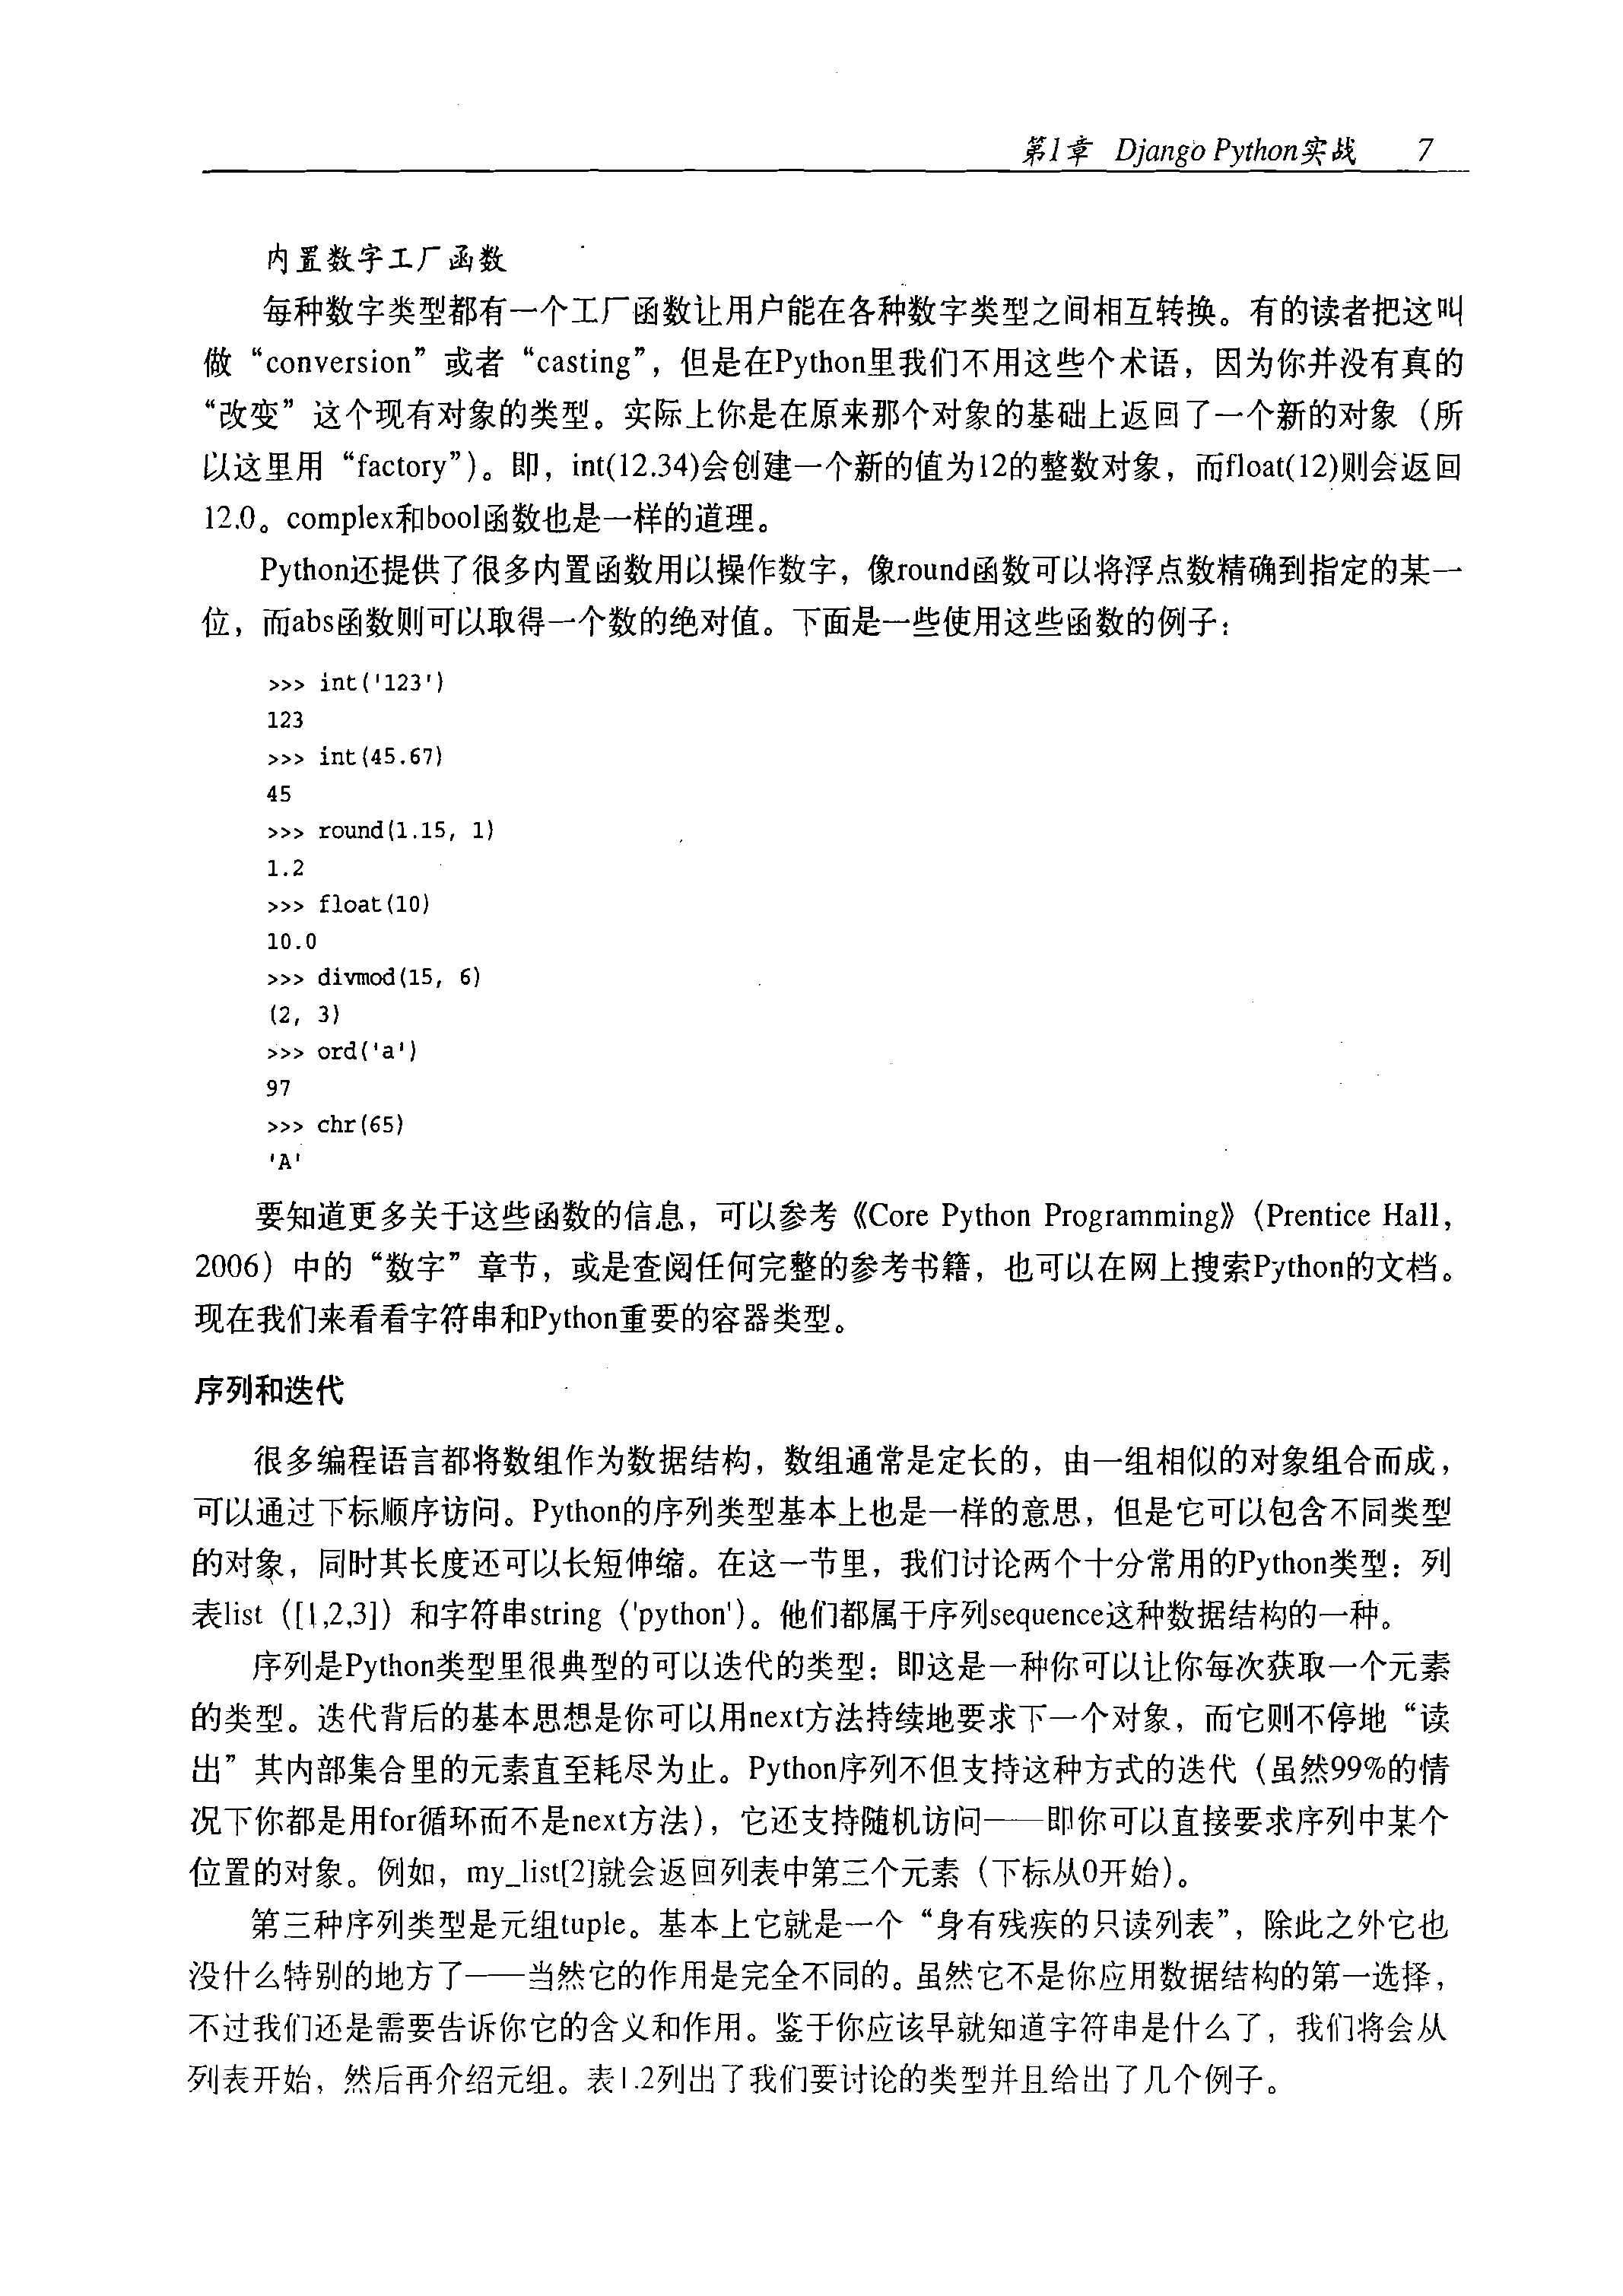 第1章 Django Python实战 7
内置数字工厂函数
每种数字类型都有一个工厂函数让用户能在各种数字类型之间相互转换。有的读者把这叫
做“conversion”或者“casting”，但是在Python里我们不用这些个术语，因为你并没有真的
“改变”这个现有对象的类型。实际上你是在原来那个对象的基础上返回了一个新的对象（所
以这里用“factory”）。即，int(12.34)会创建一个新的值为12的整数对象，而float(12)则会返回
12.0。complex和bool函数也是一样的道理。
Python还提供了很多内置函数用以操作数字，像round函数可以将浮点数精确到指定的某一
位，而abs函数则可以取得一个数的绝对值。下面是一些使用这些函数的例子：
>>> int('123')
123
>>> int(45.67)
45
>>> round(1.15, 1)
1.2
>>> float(10)
10.0
>>> divmod(15, 6)
(2, 3)
>>> ord('a')
97
>>> chr(65)
'A'
要知道更多关于这些函数的信息，可以参考《Core Python Programming》（Prentice Hall,
2006）中的“数字”章节，或是查阅任何完整的参考书籍，也可以在网上搜索Python的文档。
现在我们来看看字符串和Python重要的容器类型。
序列和迭代
很多编程语言都将数组作为数据结构，数组通常是定长的，由一组相似的对象组合而成，
可以通过下标顺序访问。Python的序列类型基本上也是一样的意思，但是它可以包含不同类型
的对象，同时其长度还可以长短伸缩。在这一节里，我们讨论两个十分常用的Python类型：列
表list（[1,2,3]）和字符串string（'python'）。他们都属于序列sequence这种数据结构的一种。
序列是Python类型里很典型的可以迭代的类型：即这是一种你可以让你每次获取一个元素
的类型。迭代背后的基本思想是你可以用next方法持续地要求下一个对象，而它则不停地“读
出”其内部集合里的元素直至耗尽为止。Python序列不但支持这种方式的迭代（虽然99%的情
况下你都是用for循环而不是next方法），它还支持随机访问——即你可以直接要求序列中某个
位置的对象。例如，my_list[2]就会返回列表中第三个元素（下标从0开始）。
第三种序列类型是元组tuple。基本上它就是一个“身有残疾的只读列表”，除此之外它也
没什么特别的地方了——当然它的作用是完全不同的。虽然它不是你应用数据结构的第一选择，
不过我们还是需要告诉你它的含义和作用。鉴于你应该早就知道字符串是什么了，我们将会从
列表开始，然后再介绍元组。表1.2列出了我们要讨论的类型并且给出了几个例子。